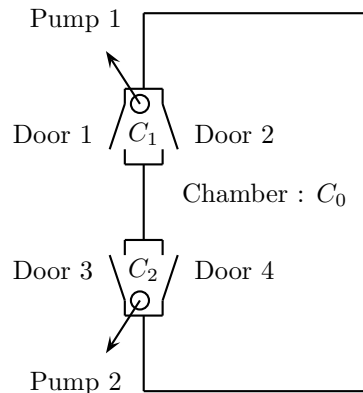 Pump 1
Door 1 C₁ Door 2
Chamber : C₀
Door 3 C₂ Door 4
Pump 2